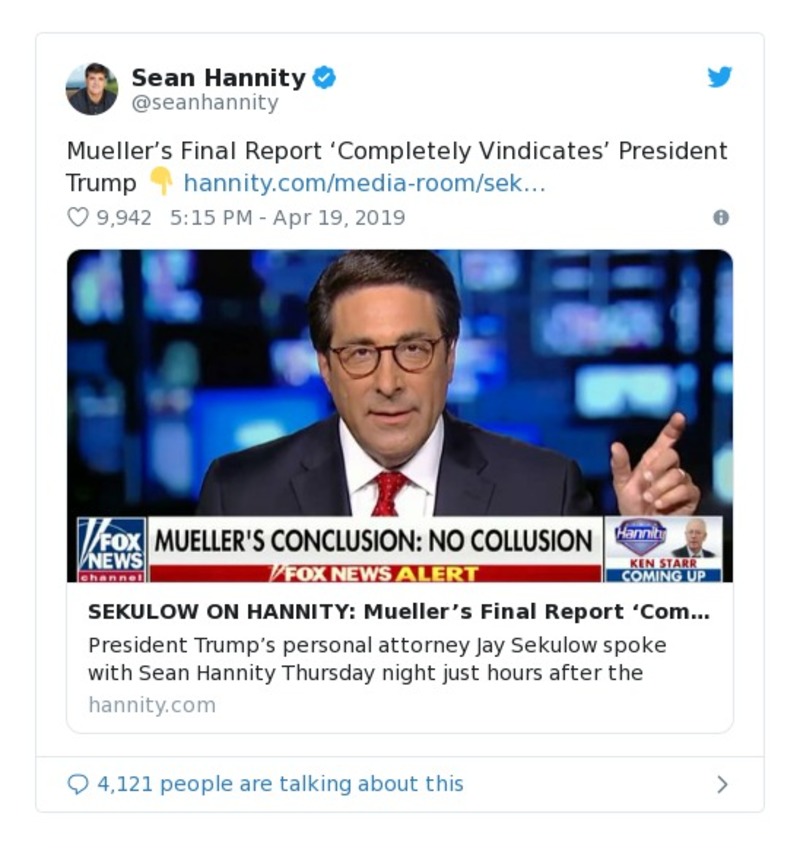 Sean Hannity
@seanhannity
Mueller’s Final Report ‘Completely Vindicates’ President
Trump 👇 hannity.com/media-room/sek…
9,942 5:15 PM - Apr 19, 2019
FOX
NEWS
channel
MUELLER'S CONCLUSION: NO COLLUSION
FOX NEWS ALERT
Hannity
KEN STARR
COMING UP
SEKULOW ON HANNITY: Mueller’s Final Report ‘Com...
President Trump’s personal attorney Jay Sekulow spoke
with Sean Hannity Thursday night just hours after the
hannity.com
4,121 people are talking about this